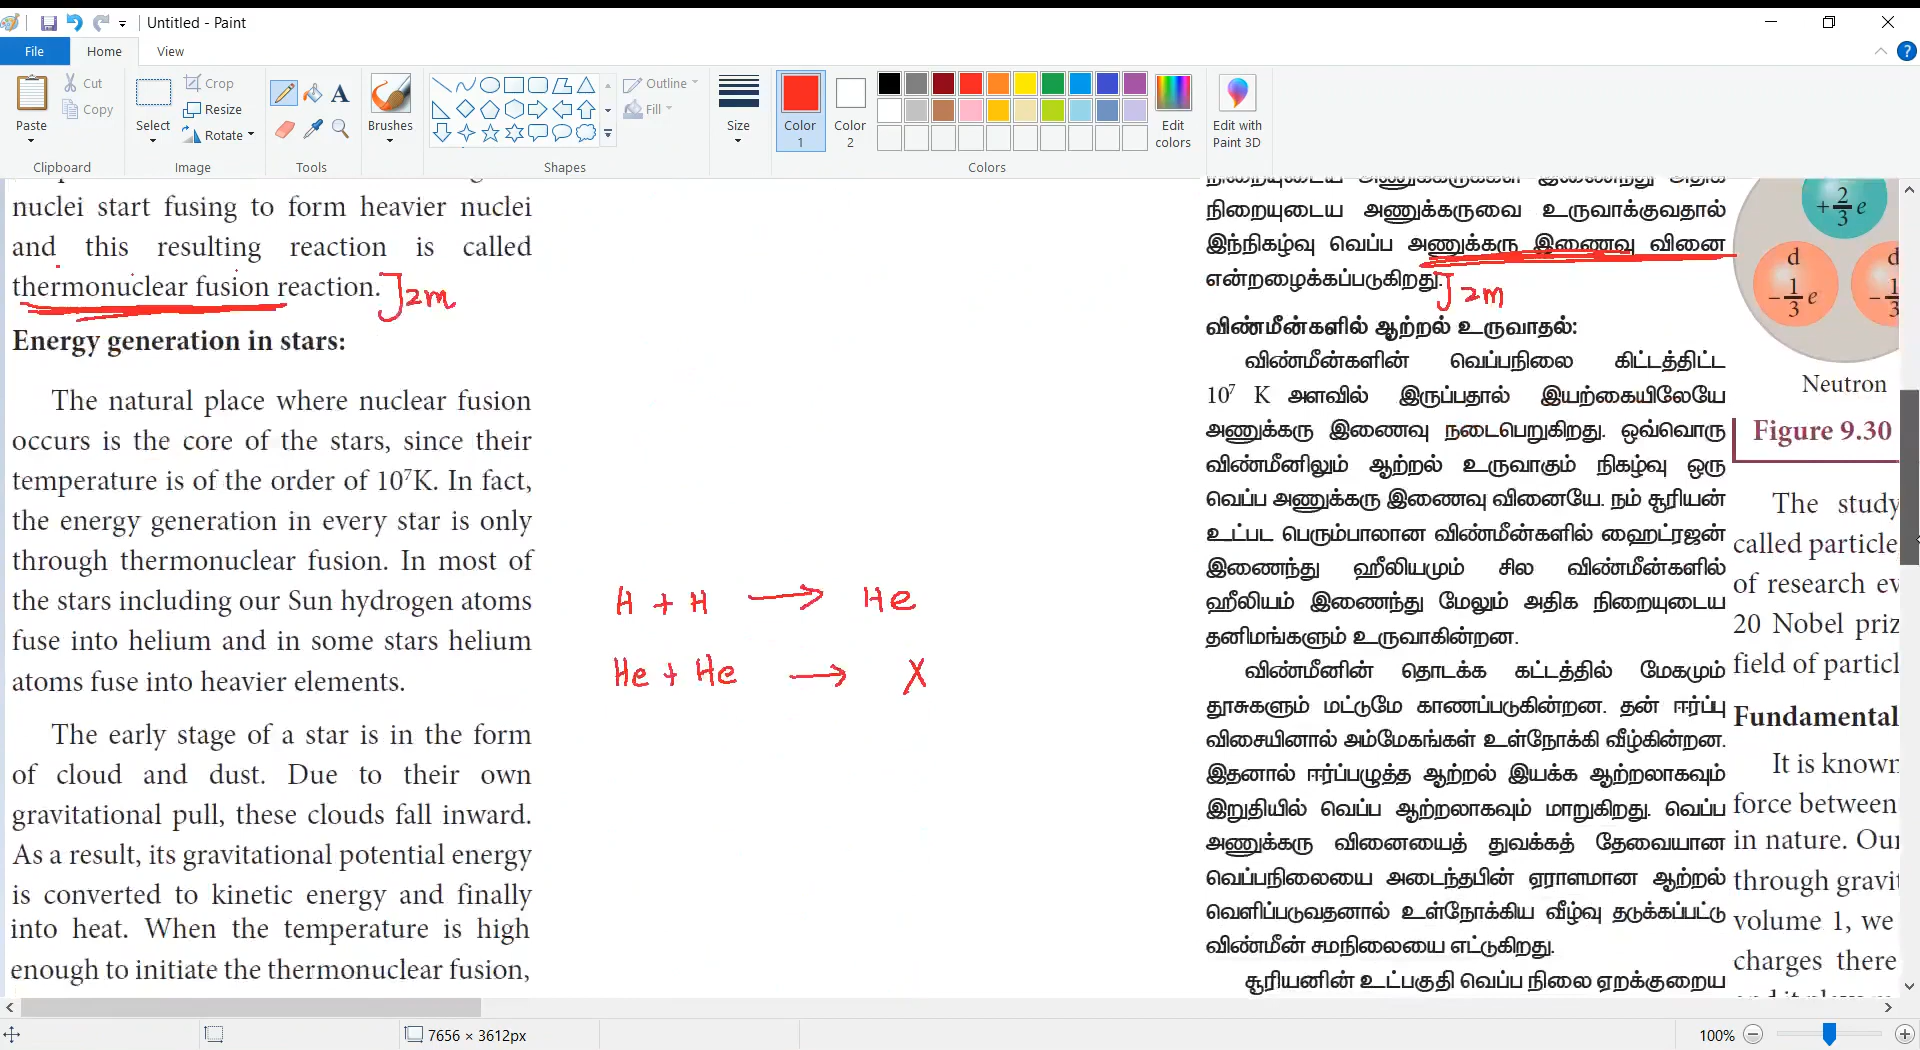 Untitled - Paint
File
Home
View
Paste
Cut
Copy
Clipboard
Select
Crop
Resize
Rotate
Image
Tools
Brushes
Shapes
Outline
Fill
Size
Color 1
Color 2
Colors
Edit colors
Edit with Paint 3D
nuclei start fusing to form heavier nuclei
and this resulting reaction is called
thermonuclear fusion reaction.
]2m
Energy generation in stars:
The natural place where nuclear fusion
occurs is the core of the stars, since their
temperature is of the order of 10⁷K. In fact,
the energy generation in every star is only
through thermonuclear fusion. In most of
the stars including our Sun hydrogen atoms
fuse into helium and in some stars helium
atoms fuse into heavier elements.
The early stage of a star is in the form
of cloud and dust. Due to their own
gravitational pull, these clouds fall inward.
As a result, its gravitational potential energy
is converted to kinetic energy and finally
into heat. When the temperature is high
enough to initiate the thermonuclear fusion,
H + H → He
He + He → X
நிறையுடைய அணுக்கருவை உருவாக்குவதால்
இந்நிகழ்வு வெப்ப அணுக்கரு இணைவு வினை
என்றழைக்கப்படுகிறது.
]2m
விண்மீன்களில் ஆற்றல் உருவாதல்:
விண்மீன்களின் வெப்பநிலை கிட்டத்திட்ட
10⁷ K அளவில் இருப்பதால் இயற்கையிலேயே
அணுக்கரு இணைவு நடைபெறுகிறது. ஒவ்வொரு
விண்மீனிலும் ஆற்றல் உருவாகும் நிகழ்வு ஒரு
வெப்ப அணுக்கரு இணைவு வினையே. நம் சூரியன்
உட்பட பெரும்பாலான விண்மீன்களில் ஹைட்ரஜன்
இணைந்து ஹீலியமும் சில விண்மீன்களில்
ஹீலியம் இணைந்து மேலும் அதிக நிறையுடைய
தனிமங்களும் உருவாகின்றன.
விண்மீனின் தொடக்க கட்டத்தில் மேகமும்
தூசுகளும் மட்டுமே காணப்படுகின்றன. தன் ஈர்ப்பு
விசையினால் அம்மேகங்கள் உள்நோக்கி வீழ்கின்றன.
இதனால் ஈர்ப்பழுத்த ஆற்றல் இயக்க ஆற்றலாகவும்
இறுதியில் வெப்ப ஆற்றலாகவும் மாறுகிறது. வெப்ப
அணுக்கரு வினையைத் துவக்கத் தேவையான
வெப்பநிலையை அடைந்தபின் ஏராளமான ஆற்றல்
வெளிப்படுவதனால் உள்நோக்கிய வீழ்வு தடுக்கப்பட்டு
விண்மீன் சமநிலையை எட்டுகிறது.
சூரியனின் உட்பகுதி வெப்ப நிலை ஏறக்குறைய
+2/3 e
d
-1/3 e
d
Neutron
Figure 9.30
The study
called particle
of research ev
20 Nobel priz
field of particl
Fundamental
It is known
force between
in nature. Our
through gravit
volume 1, we
charges there
7656 × 3612px
100%